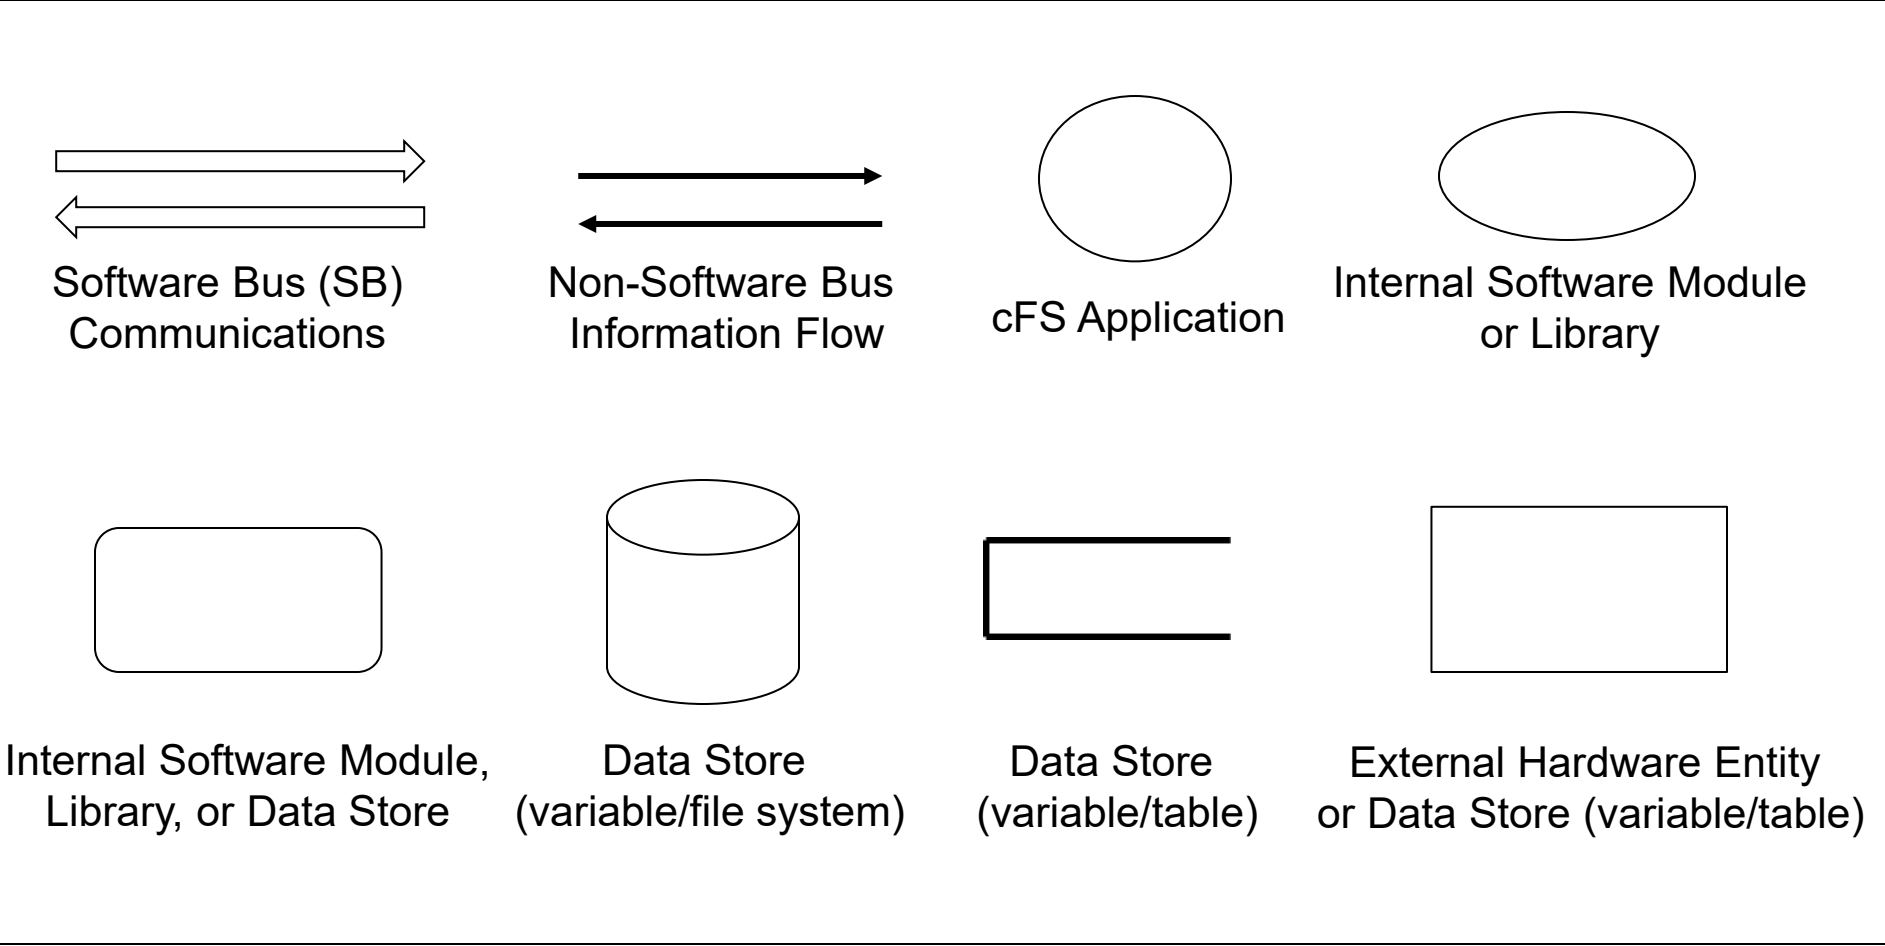 Software Bus (SB)
Communications
Non-Software Bus
Information Flow
cFS Application
Internal Software Module
or Library
Internal Software Module,
Library, or Data Store
Data Store
(variable/file system)
Data Store
(variable/table)
External Hardware Entity
or Data Store (variable/table)